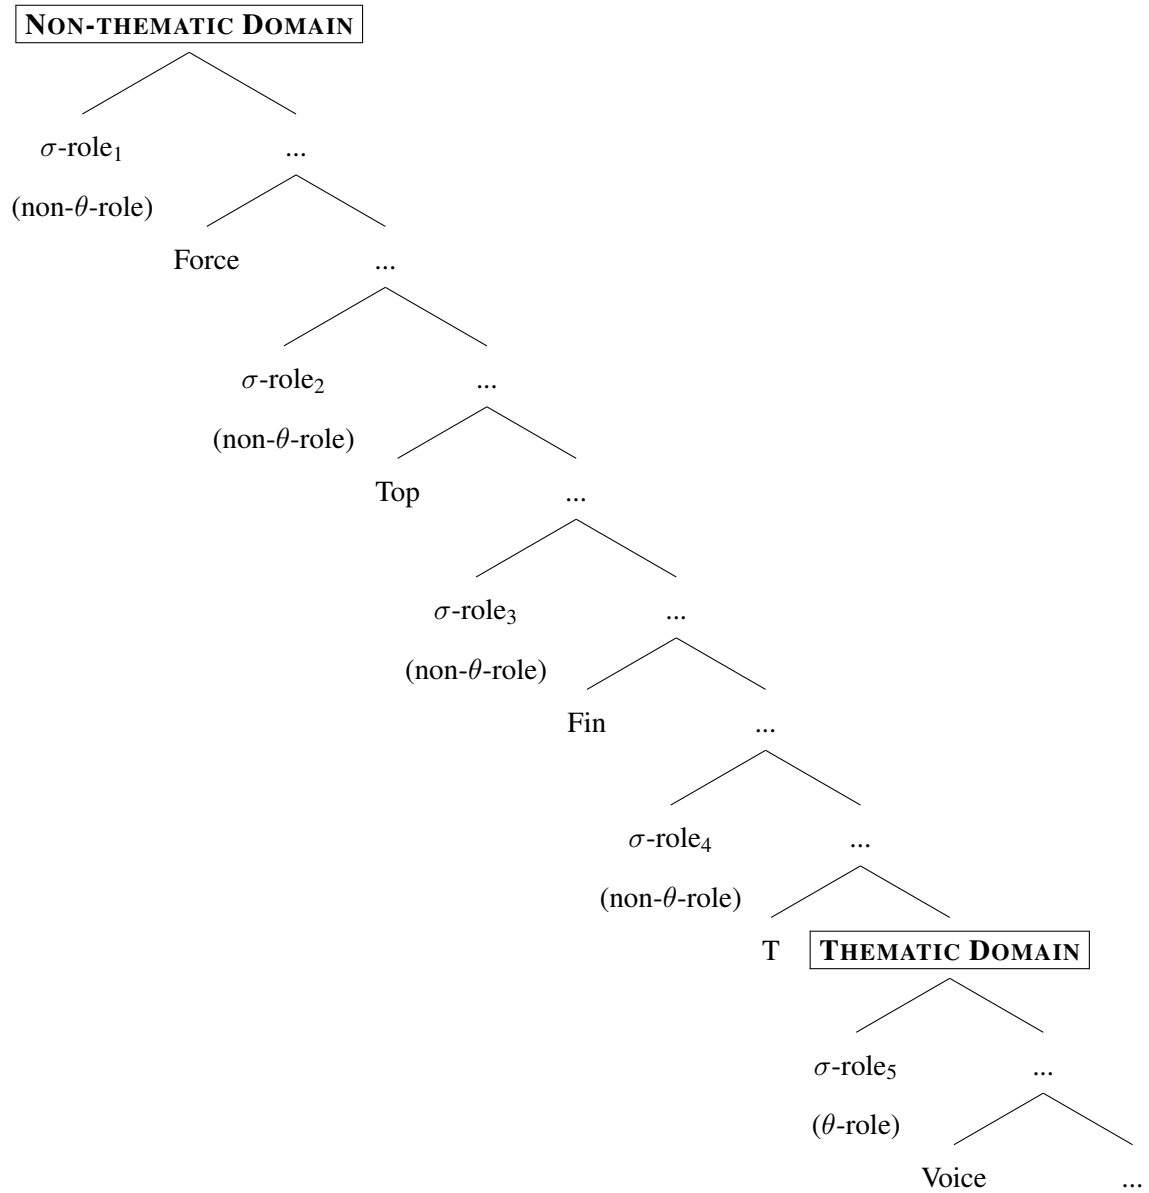 NON-THEMATIC DOMAIN
σ-role₁ ...
(non-θ-role)
Force ...
σ-role₂ ...
(non-θ-role)
Top ...
σ-role₃ ...
(non-θ-role)
Fin ...
σ-role₄ ...
(non-θ-role)
T THEMATIC DOMAIN
σ-role₅ ...
(θ-role)
Voice ...